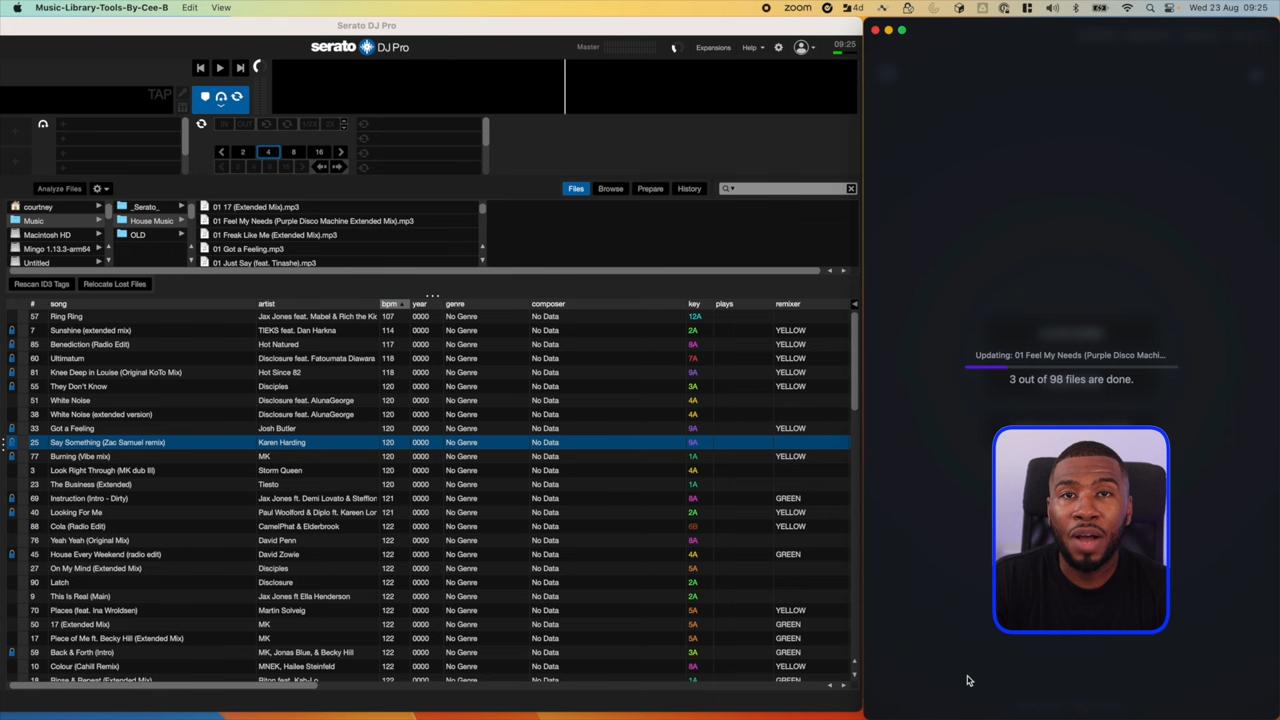 Music-Library-Tools-By-Cee-B Edit View
zoom 4d Wed 23 Aug 09:25
Serato DJ Pro
serato DJ Pro
Master
Expansions Help
09:25
TAP
IN OUT 1/2X 2X
2 4 8 16
Analyze Files
Files Browse Prepare History
courtney _Serato_ 01 17 (Extended Mix).mp3
Music House Music 01 Feel My Needs (Purple Disco Machine Extended Mix).mp3
Macintosh HD OLD 01 Freak Like Me (Extended Mix).mp3
Mingo 1.13.3-arm64 01 Got a Feeling.mp3
Untitled 01 Just Say (feat. Tinashe).mp3
Rescan ID3 Tags Relocate Lost Files
# song artist bpm year genre composer key plays remixer
57 Ring Ring Jax Jones feat. Mabel & Rich the Kic 107 0000 No Genre No Data 12A
7 Sunshine (extended mix) TIEKS feat. Dan Harkna 114 0000 No Genre No Data 2A YELLOW
85 Benediction (Radio Edit) Hot Natured 117 0000 No Genre No Data 8A YELLOW
60 Ultimatum Disclosure feat. Fatoumata Diawara 118 0000 No Genre No Data 7A YELLOW
81 Knee Deep in Louise (Original KoTo Mix) Hot Since 82 118 0000 No Genre No Data 9A YELLOW
55 They Don't Know Disciples 120 0000 No Genre No Data 3A YELLOW
51 White Noise Disclosure feat. AlunaGeorge 120 0000 No Genre No Data 4A
38 White Noise (extended version) Disclosure feat. AlunaGeorge 120 0000 No Genre No Data 4A
33 Got a Feeling Josh Butler 120 0000 No Genre No Data 9A YELLOW
25 Say Something (Zac Samuel remix) Karen Harding 120 0000 No Genre No Data 9A
77 Burning (Vibe mix) MK 120 0000 No Genre No Data 1A YELLOW
3 Look Right Through (MK dub III) Storm Queen 120 0000 No Genre No Data 4A
23 The Business (Extended) Tiesto 120 0000 No Genre No Data 1A
69 Instruction (Intro - Dirty) Jax Jones ft. Demi Lovato & Stefflon 121 0000 No Genre No Data 8A GREEN
40 Looking For Me Paul Woolford & Diplo ft. Kareen Lor 121 0000 No Genre No Data 2A YELLOW
88 Cola (Radio Edit) CamelPhat & Elderbrook 122 0000 No Genre No Data 6B YELLOW
76 Yeah Yeah (Original Mix) David Penn 122 0000 No Genre No Data 8A
45 House Every Weekend (radio edit) David Zowie 122 0000 No Genre No Data 4A GREEN
27 On My Mind (Extended Mix) Disciples 122 0000 No Genre No Data 5A
90 Latch Disclosure 122 0000 No Genre No Data 2A
9 This Is Real (Main) Jax Jones ft Ella Henderson 122 0000 No Genre No Data 2A
70 Places (feat. Ina Wroldsen) Martin Solveig 122 0000 No Genre No Data 5A YELLOW
50 17 (Extended Mix) MK 122 0000 No Genre No Data 5A GREEN
17 Piece of Me ft. Becky Hill (Extended Mix) MK 122 0000 No Genre No Data 5A GREEN
59 Back & Forth (Intro) MK, Jonas Blue, & Becky Hill 122 0000 No Genre No Data 3A GREEN
10 Colour (Cahill Remix) MNEK, Hailee Steinfeld 122 0000 No Genre No Data 8A YELLOW
18 Rinse & Repeat (Extended Mix) Riton feat. Kah-Lo 122 0000 No Genre No Data 1A GREEN
Updating: 01 Feel My Needs (Purple Disco Machi...
3 out of 98 files are done.